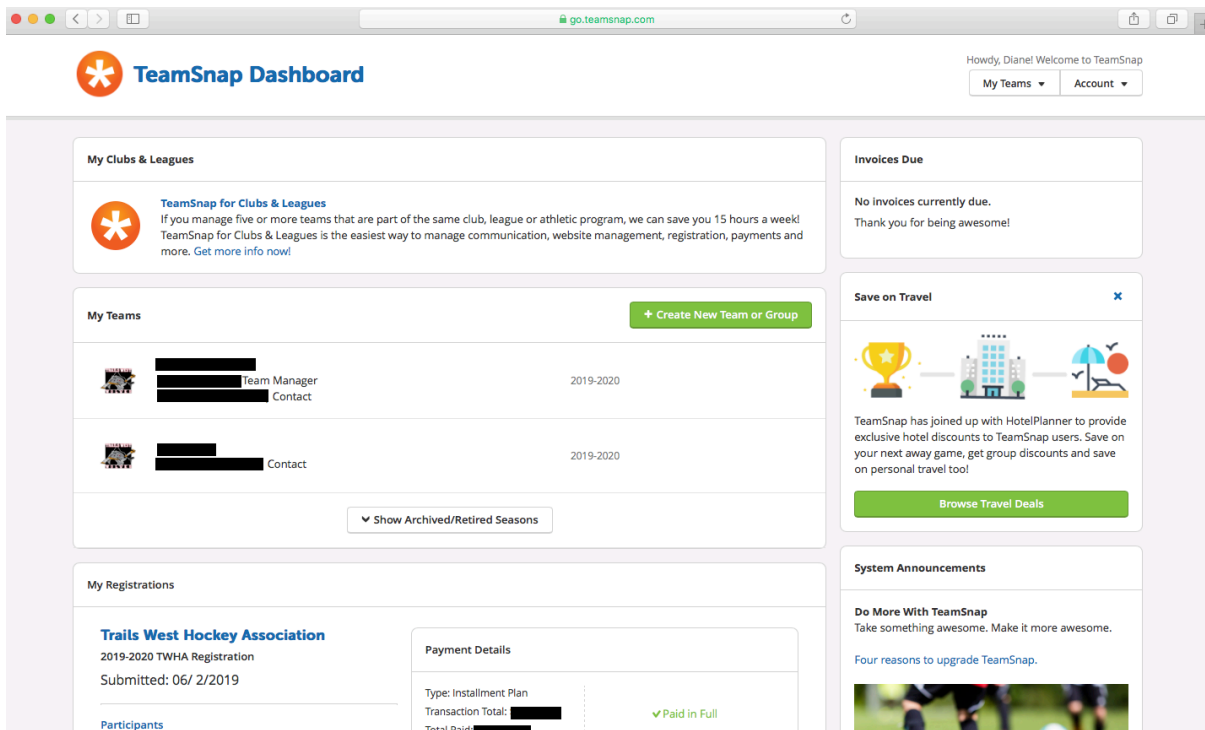 go.teamsnap.com
TeamSnap Dashboard
Howdy, Diane! Welcome to TeamSnap
My Teams
Account
My Clubs & Leagues
TeamSnap for Clubs & Leagues
If you manage five or more teams that are part of the same club, league or athletic program, we can save you 15 hours a week!
TeamSnap for Clubs & Leagues is the easiest way to manage communication, website management, registration, payments and
more. Get more info now!
My Teams
+ Create New Team or Group
Team Manager
Contact
2019-2020
Contact
2019-2020
Show Archived/Retired Seasons
My Registrations
Trails West Hockey Association
2019-2020 TWHA Registration
Submitted: 06/ 2/2019
Participants
Payment Details
Type: Installment Plan
Transaction Total:
Total Paid:
Paid in Full
Invoices Due
No invoices currently due.
Thank you for being awesome!
Save on Travel
TeamSnap has joined up with HotelPlanner to provide
exclusive hotel discounts to TeamSnap users. Save on
your next away game, get group discounts and save
on personal travel too!
Browse Travel Deals
System Announcements
Do More With TeamSnap
Take something awesome. Make it more awesome.
Four reasons to upgrade TeamSnap.